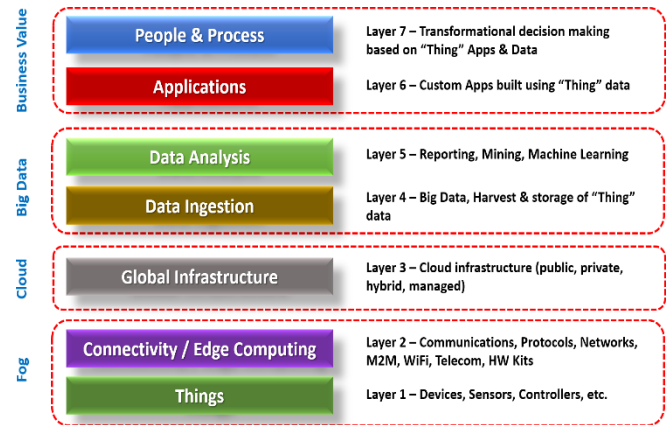 Business Value
People & Process
Layer 7 – Transformational decision making
based on “Thing” Apps & Data
Applications
Layer 6 – Custom Apps built using “Thing” data
Big Data
Data Analysis
Layer 5 – Reporting, Mining, Machine Learning
Data Ingestion
Layer 4 – Big Data, Harvest & storage of “Thing”
data
Cloud
Global Infrastructure
Layer 3 – Cloud infrastructure (public, private,
hybrid, managed)
Fog
Connectivity / Edge Computing
Layer 2 – Communications, Protocols, Networks,
M2M, WiFi, Telecom, HW Kits
Things
Layer 1 – Devices, Sensors, Controllers, etc.